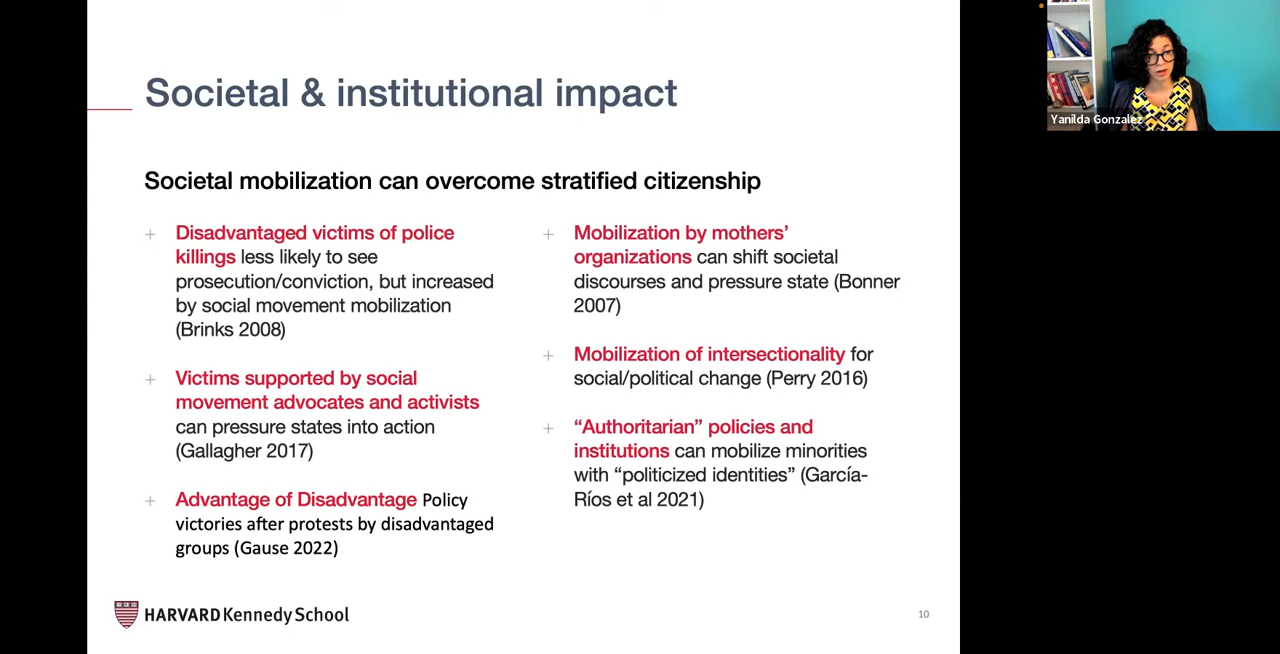 Societal & institutional impact
Societal mobilization can overcome stratified citizenship
+ Disadvantaged victims of police
killings less likely to see
prosecution/conviction, but increased
by social movement mobilization
(Brinks 2008)
+ Victims supported by social
movement advocates and activists
can pressure states into action
(Gallagher 2017)
+ Advantage of Disadvantage Policy
victories after protests by disadvantaged
groups (Gause 2022)
+ Mobilization by mothers’
organizations can shift societal
discourses and pressure state (Bonner
2007)
+ Mobilization of intersectionality for
social/political change (Perry 2016)
+ “Authoritarian” policies and
institutions can mobilize minorities
with “politicized identities” (García-
Ríos et al 2021)
HARVARD Kennedy School
10
Yanilda Gonzalez